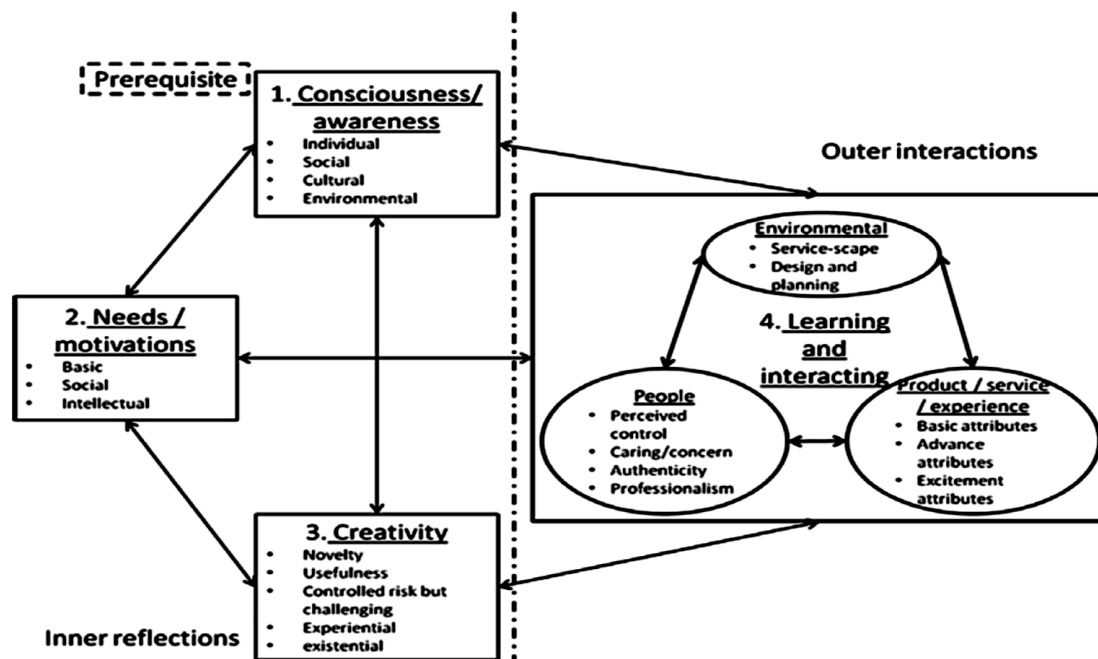 Prerequisite
1. Consciousness/
awareness
• Individual
• Social
• Cultural
• Environmental
2. Needs /
motivations
• Basic
• Social
• Intellectual
3. Creativity
• Novelty
• Usefulness
• Controlled risk but
challenging
• Experiential
• existential
Inner reflections
Outer interactions
Environmental
• Service-scape
• Design and
planning
4. Learning
and
interacting
People
• Perceived
control
• Caring/concern
• Authenticity
• Professionalism
Product / service
/ experience
• Basic attributes
• Advance
attributes
• Excitement
attributes